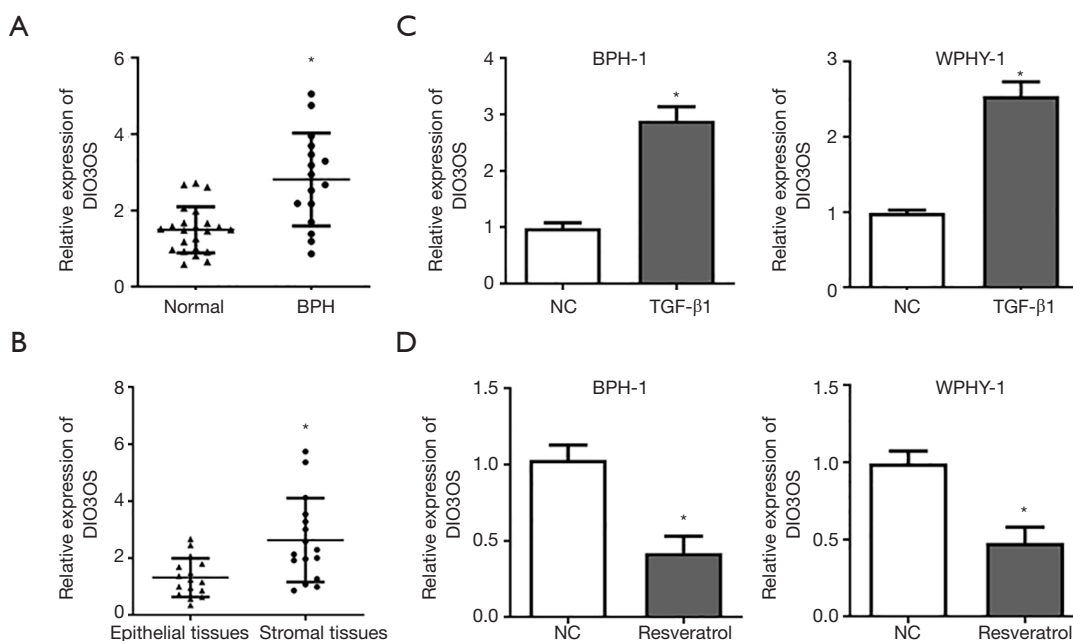 A
Relative expression of
DIO3OS
6
4
2
0
*
Normal
BPH
C
Relative expression of
DIO3OS
BPH-1
4
3
2
1
0
*
NC
TGF-β1
Relative expression of
DIO3OS
WPHY-1
3
2
1
0
*
NC
TGF-β1
B
Relative expression of
DIO3OS
8
6
4
2
0
*
Epithelial tissues
Stromal tissues
D
Relative expression of
DIO3OS
BPH-1
1.5
1.0
0.5
0.0
*
NC
Resveratrol
Relative expression of
DIO3OS
WPHY-1
1.5
1.0
0.5
0.0
*
NC
Resveratrol